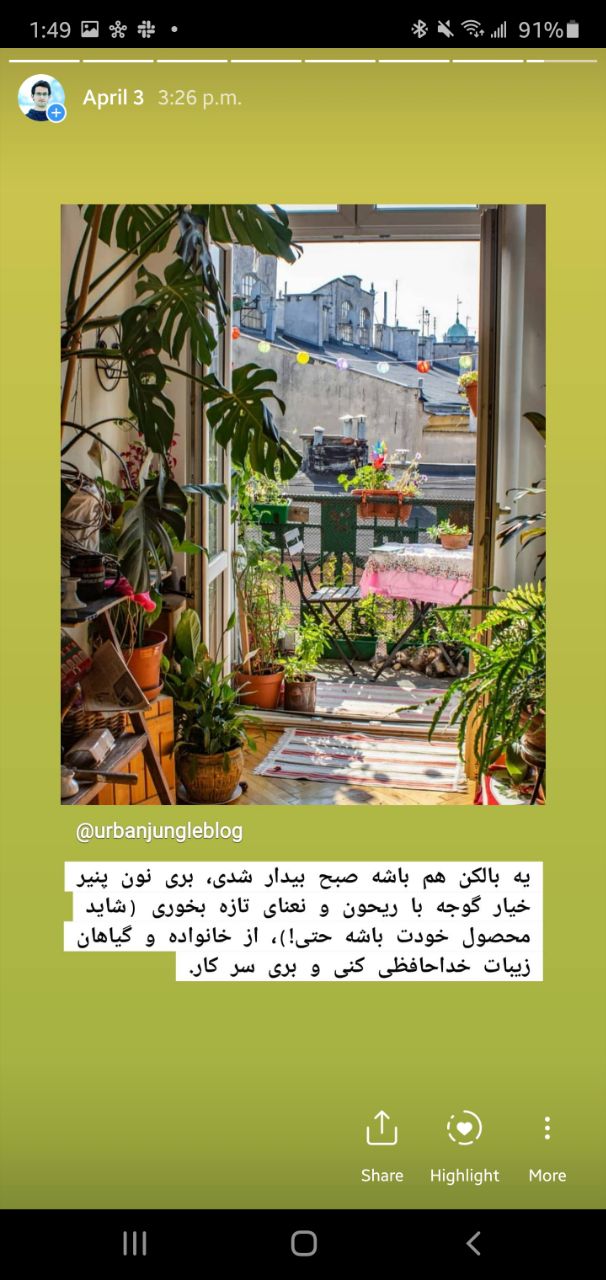 1:49
91%
April 3 3:26 p.m.
@urbanjungleblog
یه بالکن هم باشه صبح بیدار شدی، بری نون پنیر
خیار گوجه با ریحون و نعنای تازه بخوری (شاید
محصول خودت باشه حتی!)، از خانواده و گیاهان
زیبات خداحافظی کنی و بری سر کار.
Share Highlight More